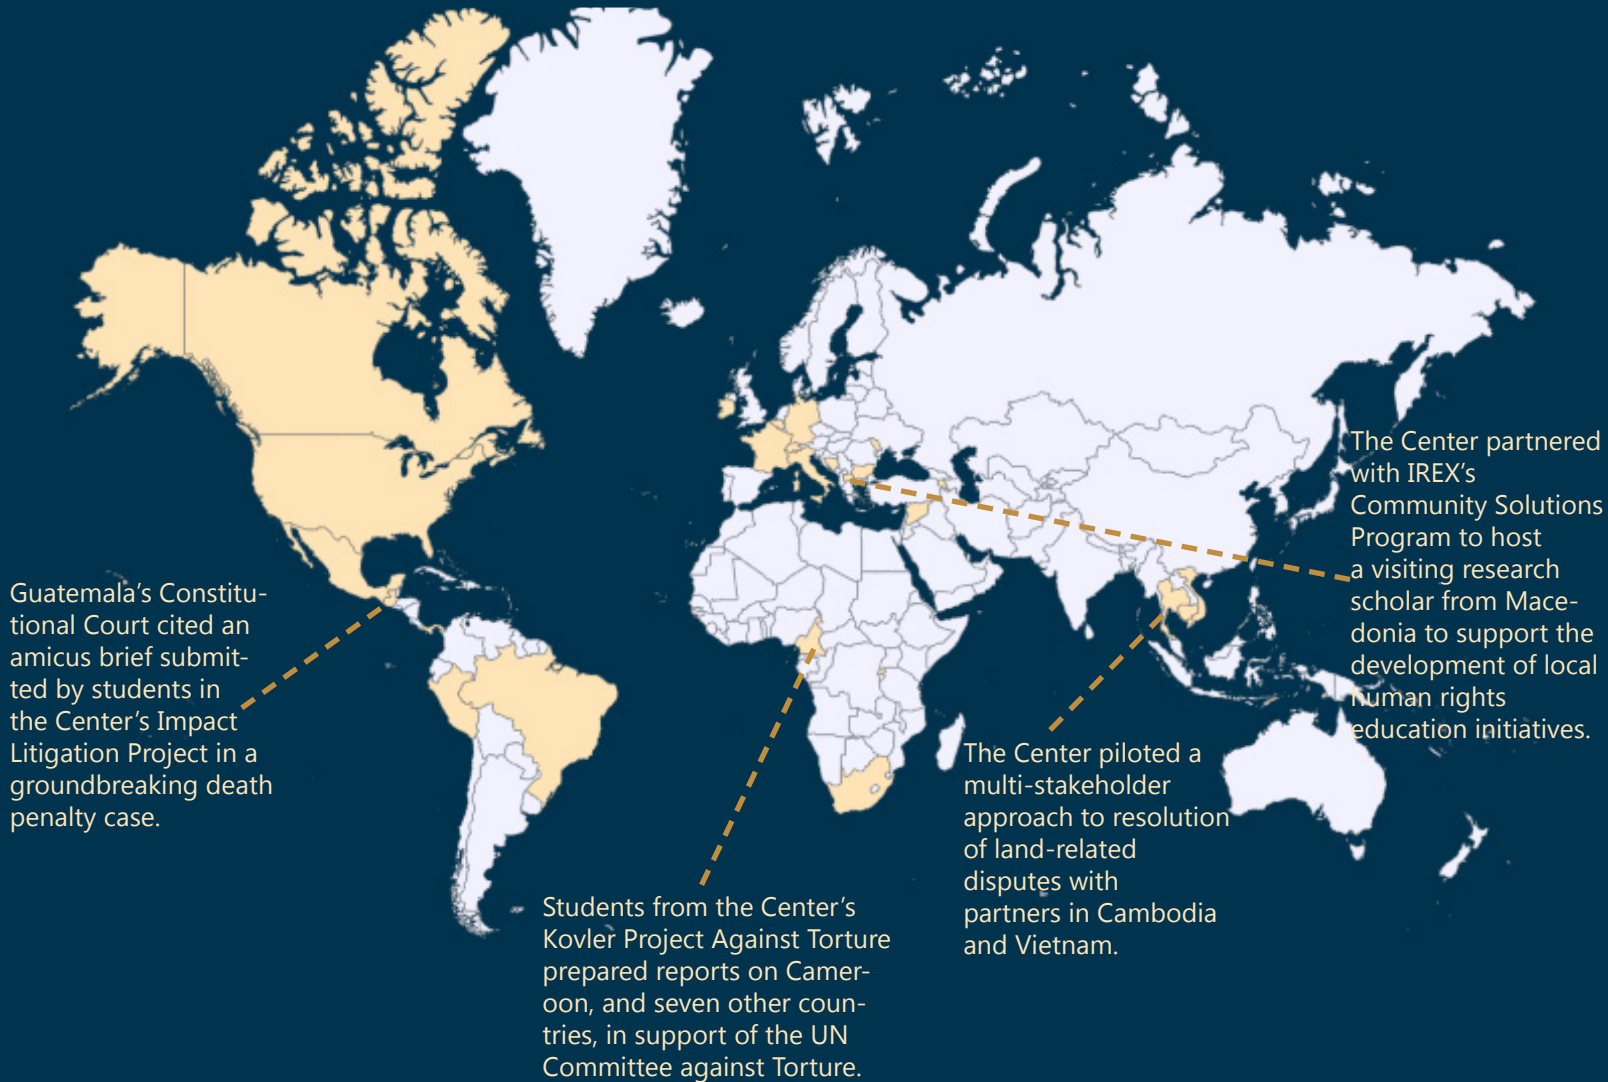 Guatemala’s Constitu-
tional Court cited an
amicus brief submit-
ted by students in
the Center’s Impact
Litigation Project in a
groundbreaking death
penalty case.
Students from the Center’s
Kovler Project Against Torture
prepared reports on Camer-
oon, and seven other coun-
tries, in support of the UN
Committee against Torture.
The Center piloted a
multi-stakeholder
approach to resolution
of land-related
disputes with
partners in Cambodia
and Vietnam.
The Center partnered
with IREX’s
Community Solutions
Program to host
a visiting research
scholar from Mace-
donia to support the
development of local
human rights
education initiatives.